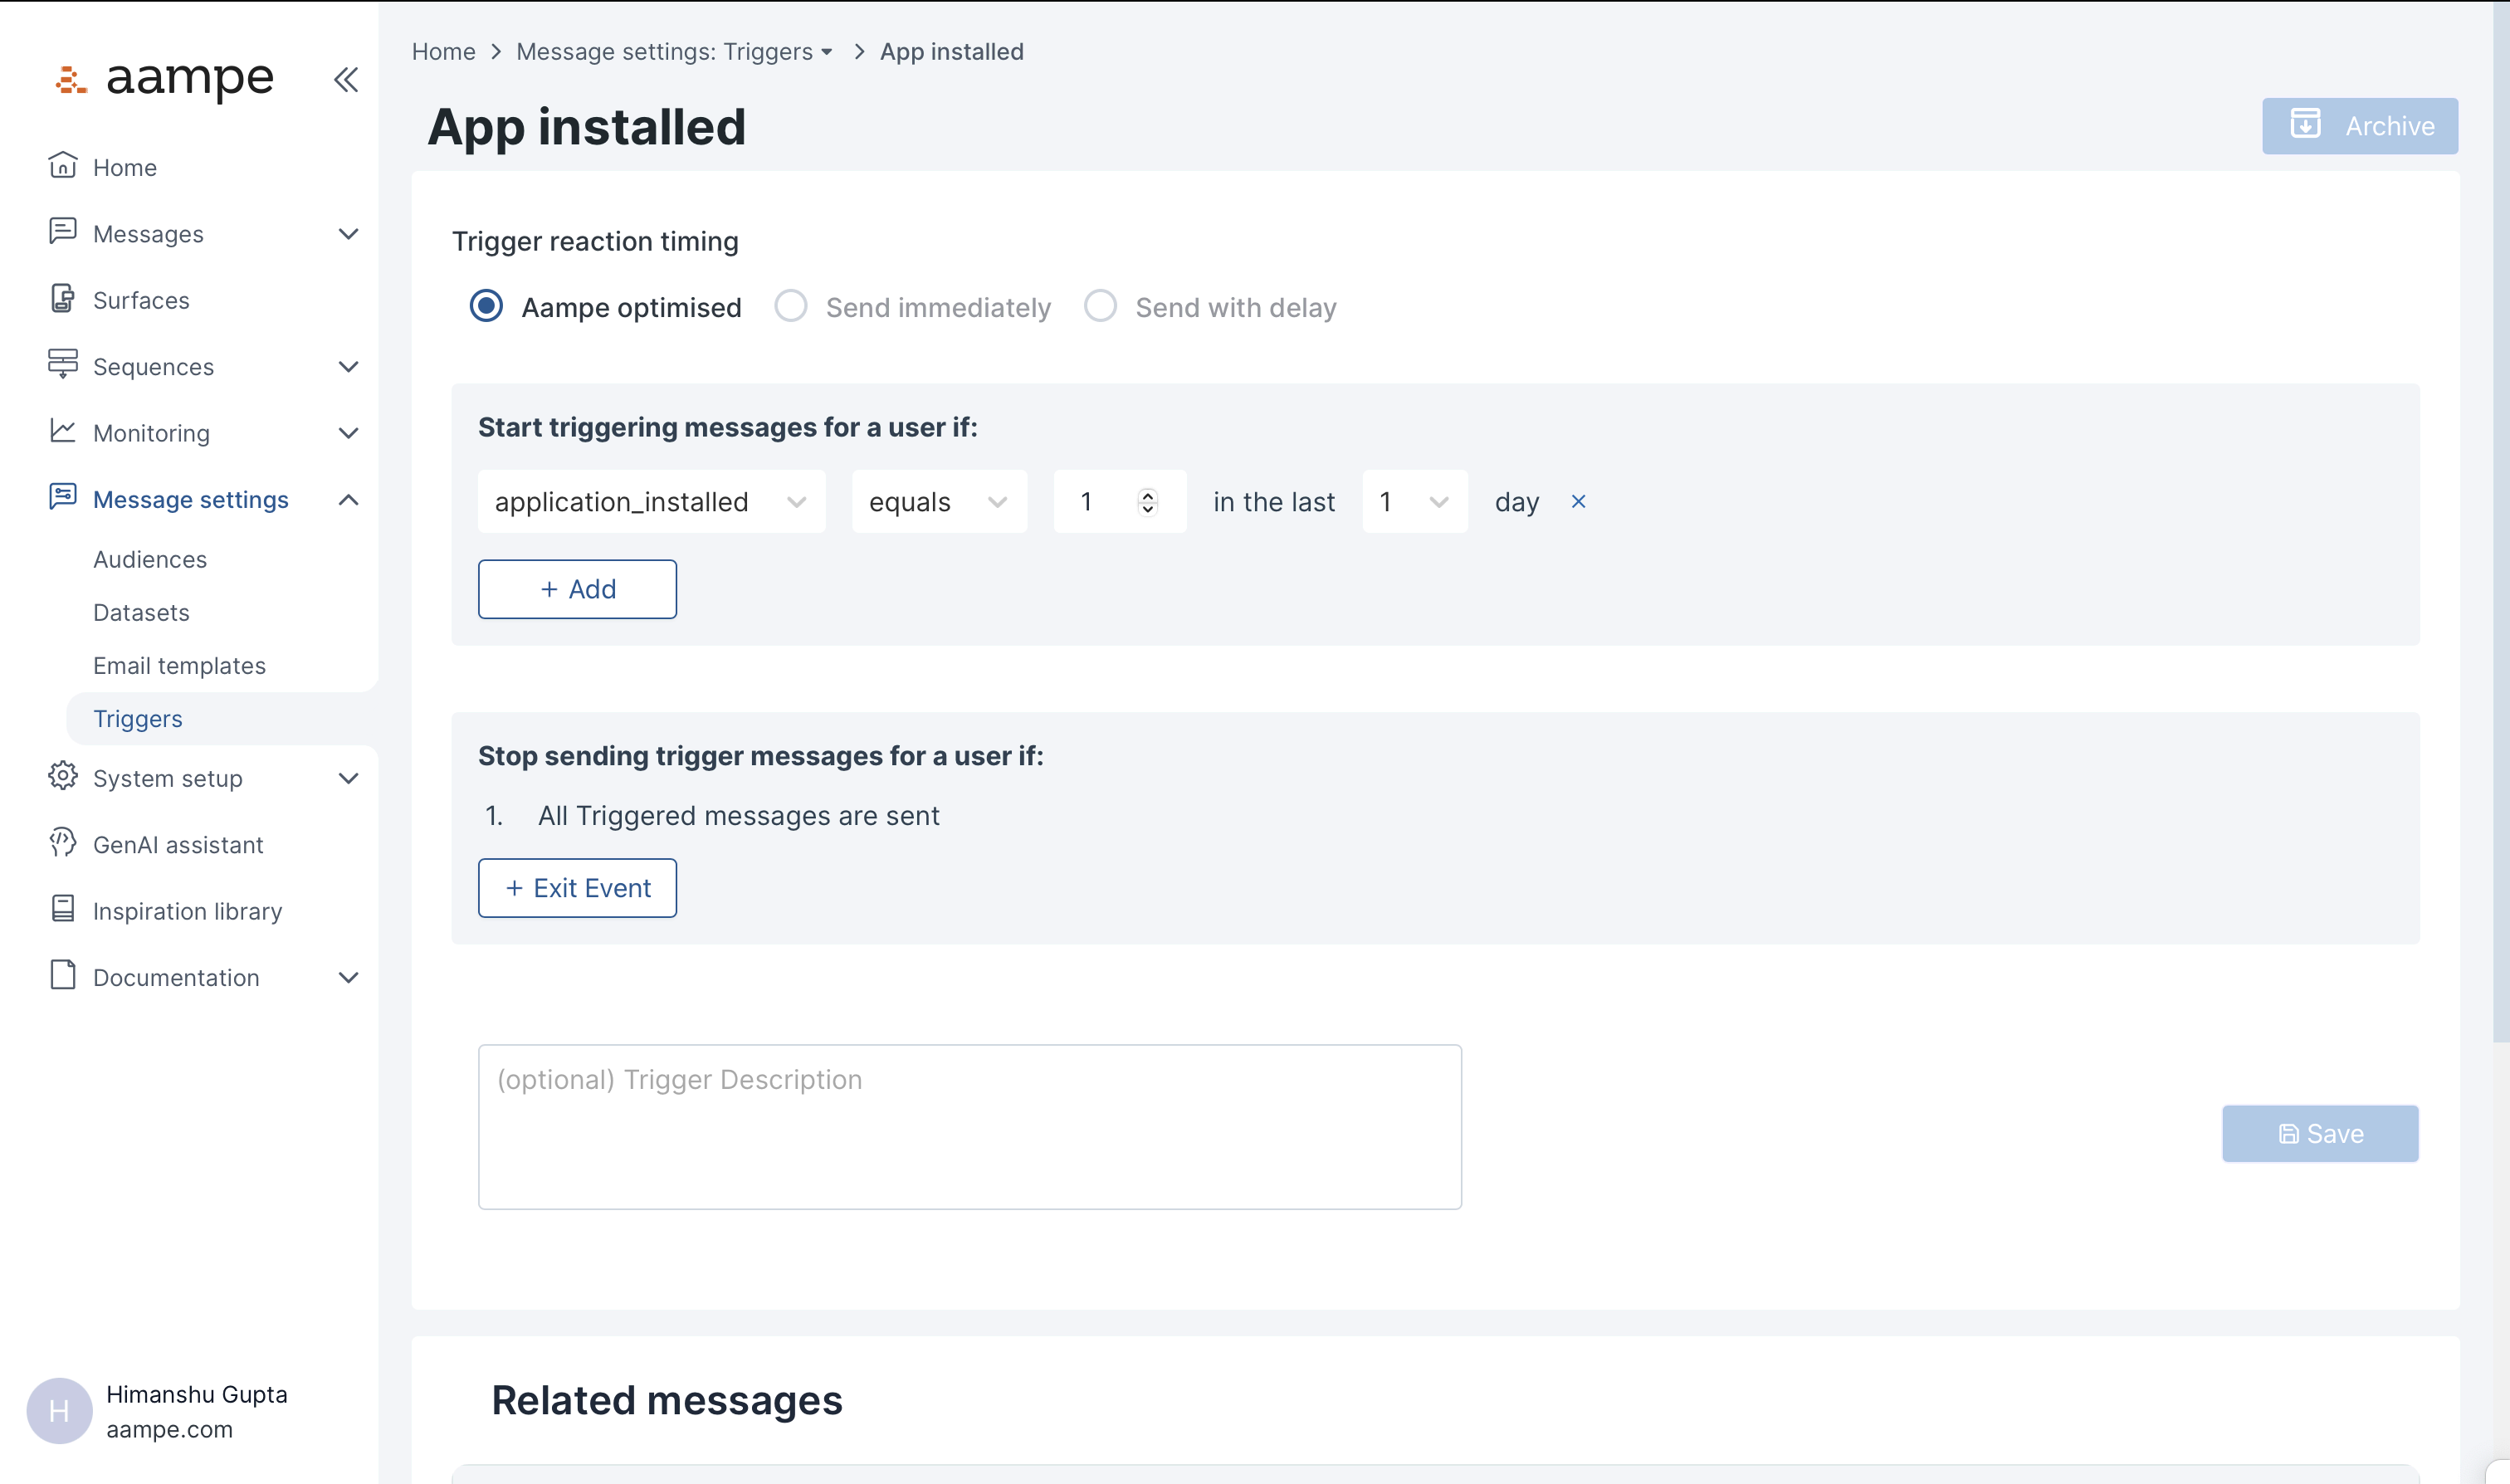 aampe
Home
Messages
Surfaces
Sequences
Monitoring
Message settings
Audiences
Datasets
Email templates
Triggers
System setup
GenAI assistant
Inspiration library
Documentation
H
Himanshu Gupta
aampe.com
Home > Message settings: Triggers > App installed
App installed
Archive
Trigger reaction timing
Aampe optimised Send immediately Send with delay
Start triggering messages for a user if:
application_installed equals 1 in the last 1 day ×
+ Add
Stop sending trigger messages for a user if:
1. All Triggered messages are sent
+ Exit Event
(optional) Trigger Description
Save
Related messages